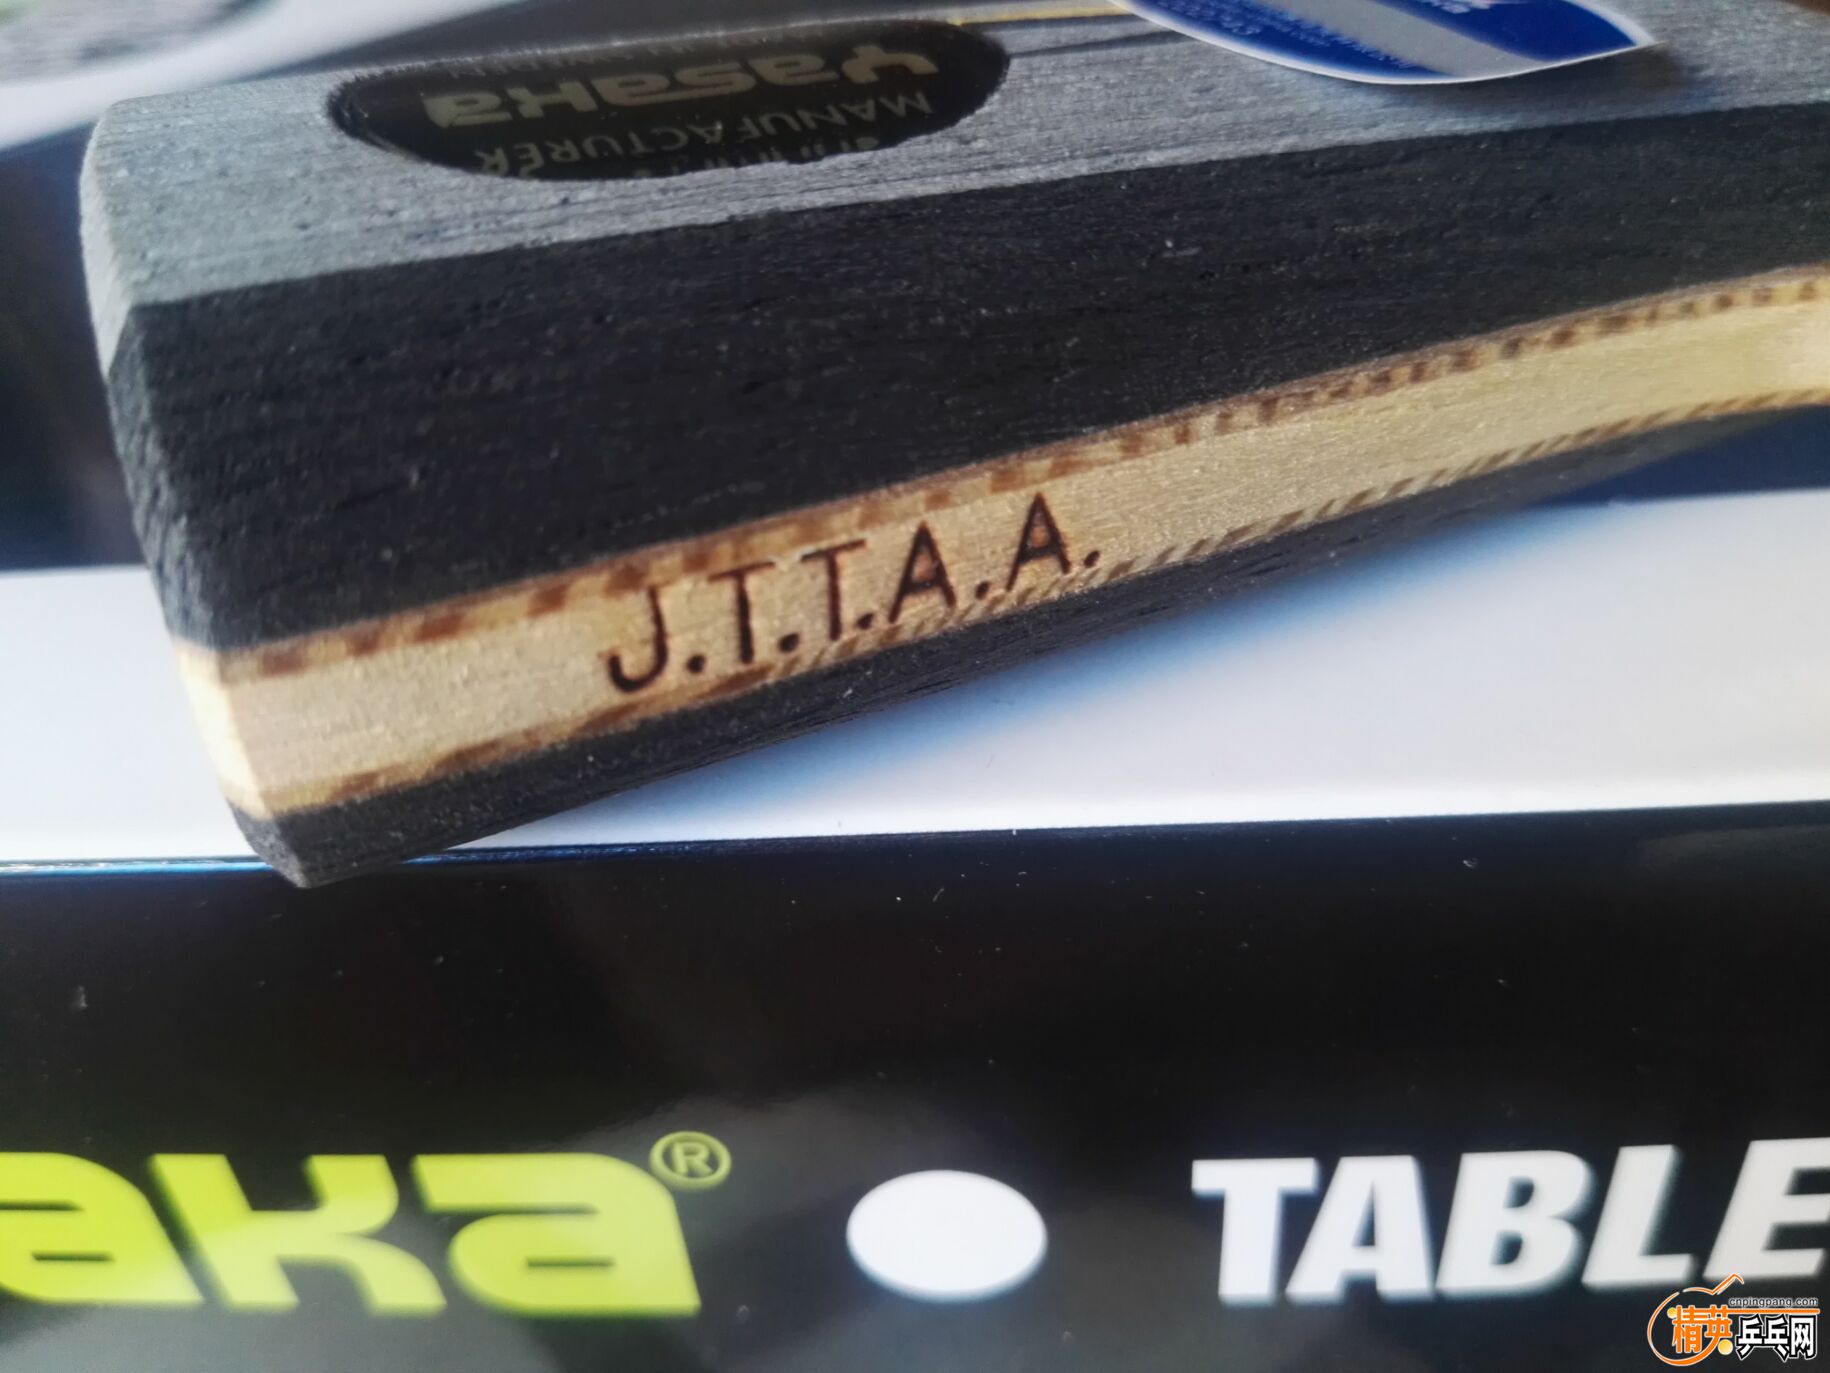 MANUFACTURER
Yasaka
J.T.T.A.A.
aka®
TABLE
cnpingpang.com
精英乒乓网